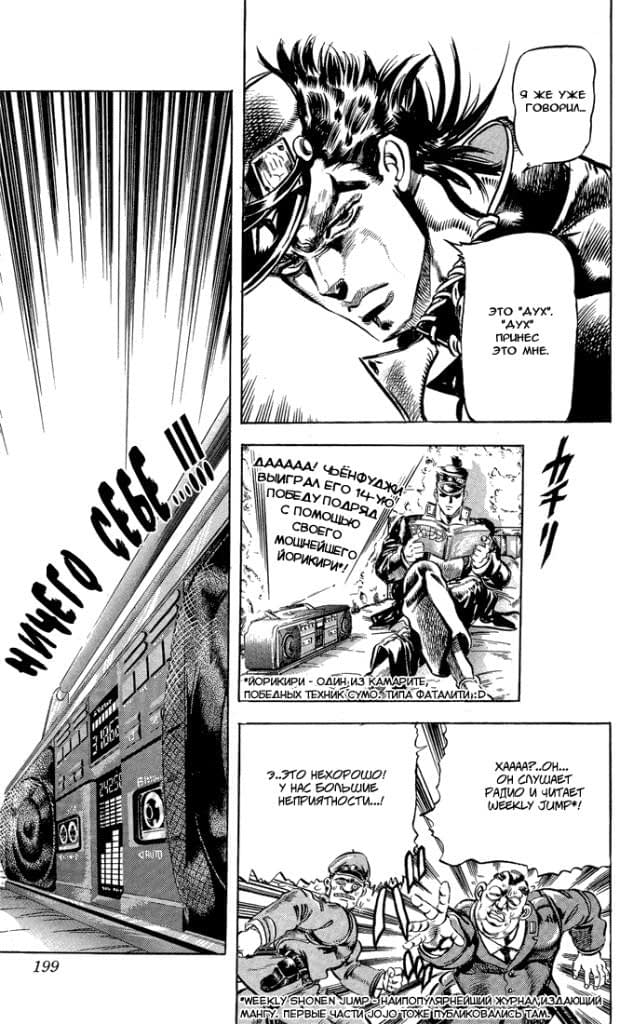 Я ЖЕ УЖЕ
ГОВОРИЛ...
ЭТО "ДУХ".
"ДУХ"
ПРИНЕС
ЭТО МНЕ.
カチリ
ДАААААА! ЧЬЁНФУДЖИ
ВЫИГРАЛ ЕГО 14-УЮ
ПОБЕДУ ПОДРЯД
С ПОМОЩЬЮ
СВОЕГО
МОЩНЕЙШЕГО
ЙОРИКИРИ*!
*ЙОРИКИРИ - ОДИН ИЗ КАМАРИТЕ,
ПОБЕДНЫХ ТЕХНИК СУМО. ТИПА ФАТАЛИТИ ;D
ХАААА?..ОН...
ОН СЛУШАЕТ
РАДИО И ЧИТАЕТ
WEEKLY JUMP*!
Э..ЭТО НЕХОРОШО!
У НАС БОЛЬШИЕ
НЕПРИЯТНОСТИ...!
*WEEKLY SHONEN JUMP - НАИПОПУЛЯРНЕЙШИЙ ЖУРНАЛ,ИЗДАЮЩИЙ
МАНГУ. ПЕРВЫЕ ЧАСТИ JOJO ТОЖЕ ПУБЛИКОВАЛИСЬ ТАМ.
НИЧЕГО СЕБЕ...!!!
◁AUTO
199